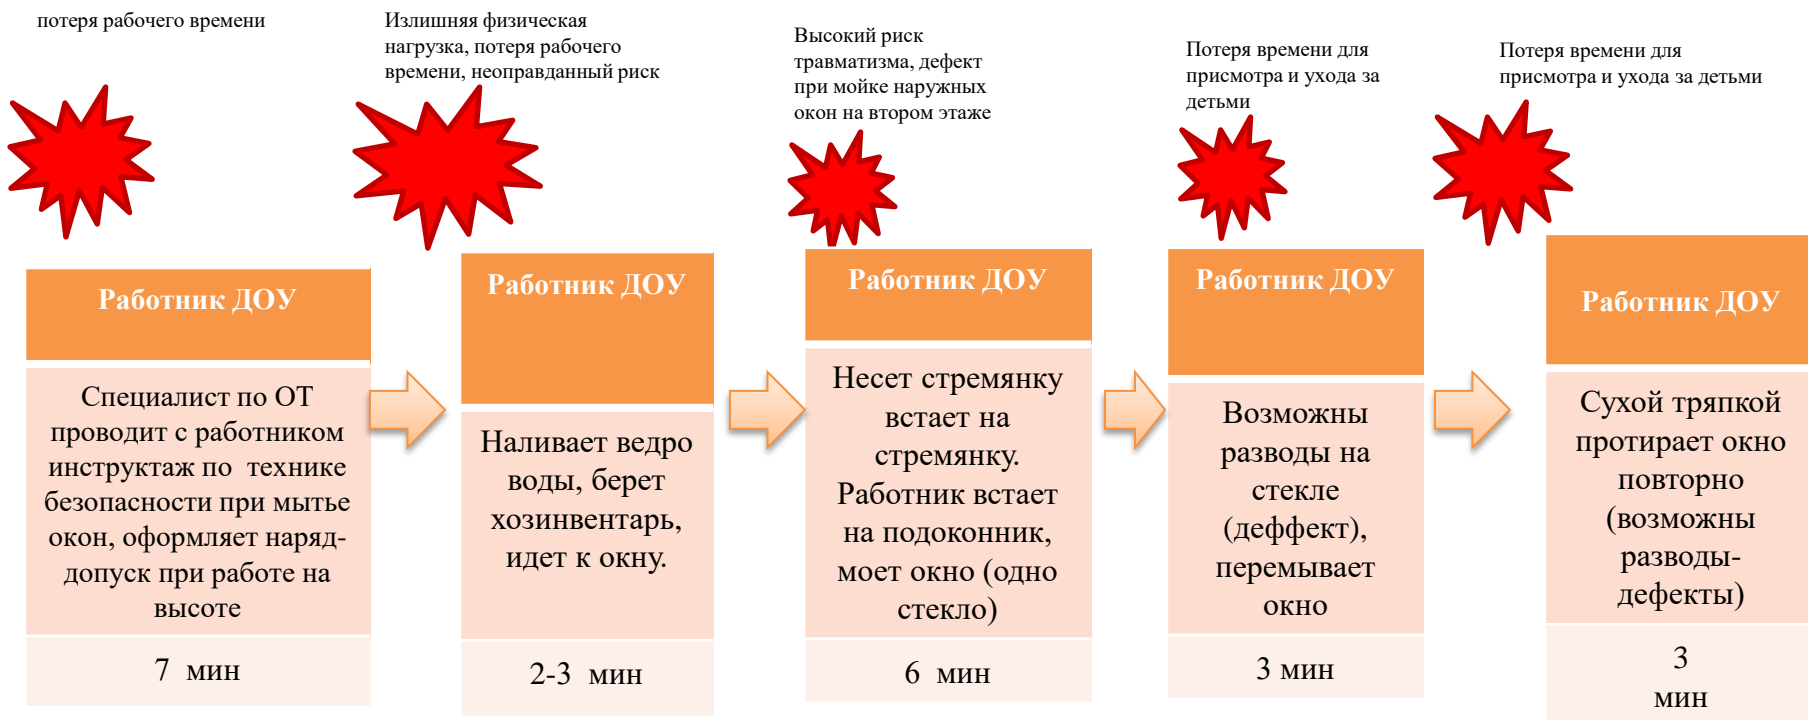 потеря рабочего времени
Излишняя физическая
нагрузка, потеря рабочего
времени, неоправданный риск
Высокий риск
травматизма, дефект
при мойке наружных
окон на втором этаже
Потеря времени для
присмотра и ухода за
детьми
Потеря времени для
присмотра и ухода за детьми
Работник ДОУ
Специалист по ОТ
проводит с работником
инструктаж по технике
безопасности при мытье
окон, оформляет наряд-
допуск при работе на
высоте
7 мин
Работник ДОУ
Наливает ведро
воды, берет
хозинвентарь,
идет к окну.
2-3 мин
Работник ДОУ
Несет стремянку
встает на
стремянку.
Работник встает
на подоконник,
моет окно (одно
стекло)
6 мин
Работник ДОУ
Возможны
разводы на
стекле
(деффект),
перемывает
окно
3 мин
Работник ДОУ
Сухой тряпкой
протирает окно
повторно
(возможны
разводы-
дефекты)
3
мин